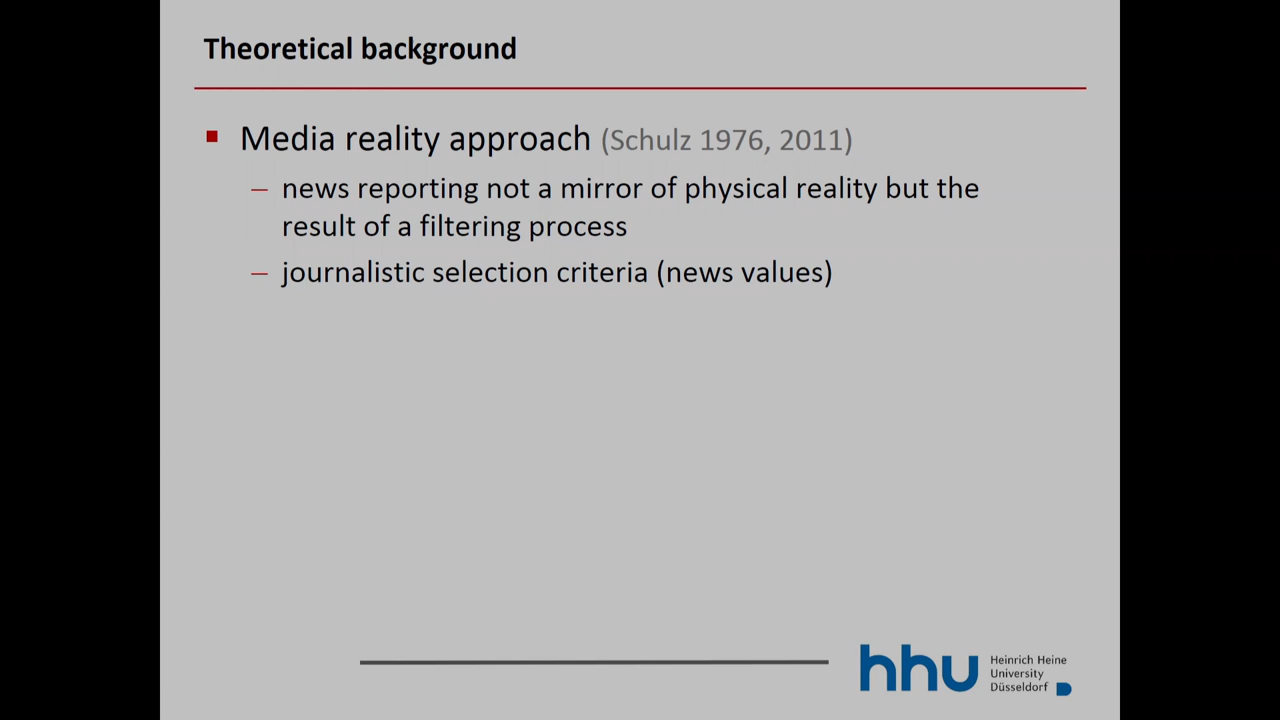 Theoretical background
▪ Media reality approach (Schulz 1976, 2011)
– news reporting not a mirror of physical reality but the
result of a filtering process
– journalistic selection criteria (news values)
hhu
Heinrich Heine
University
Düsseldorf